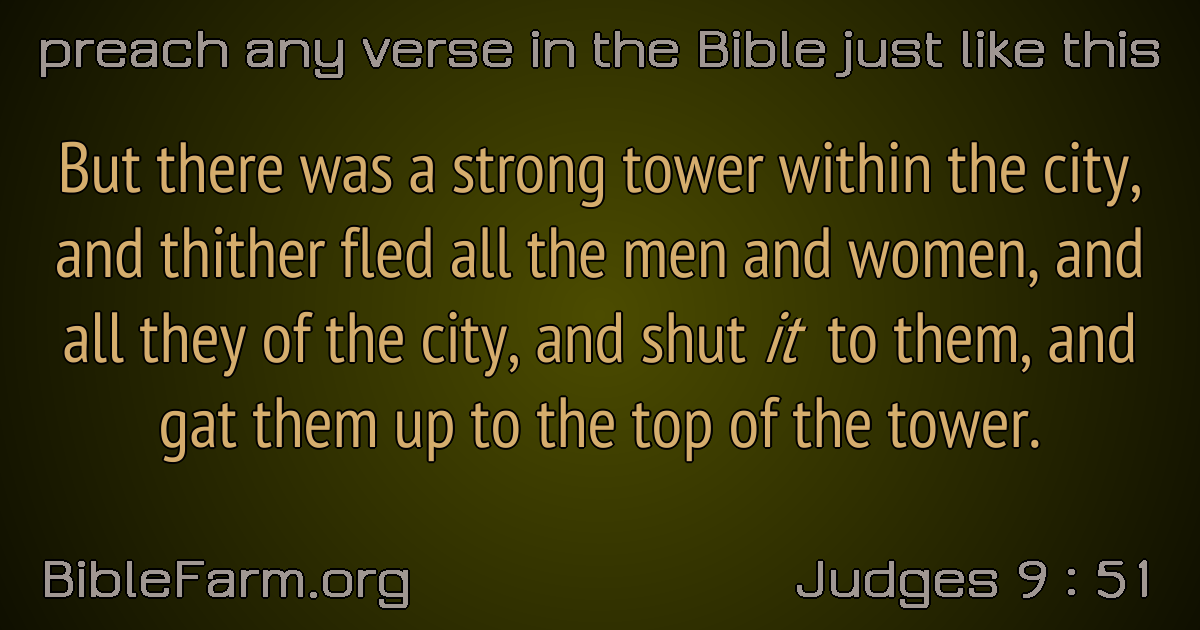 preach any verse in the Bible just like this
But there was a strong tower within the city,
and thither fled all the men and women, and
all they of the city, and shut it to them, and
gat them up to the top of the tower.
BibleFarm.org
Judges 9 : 51